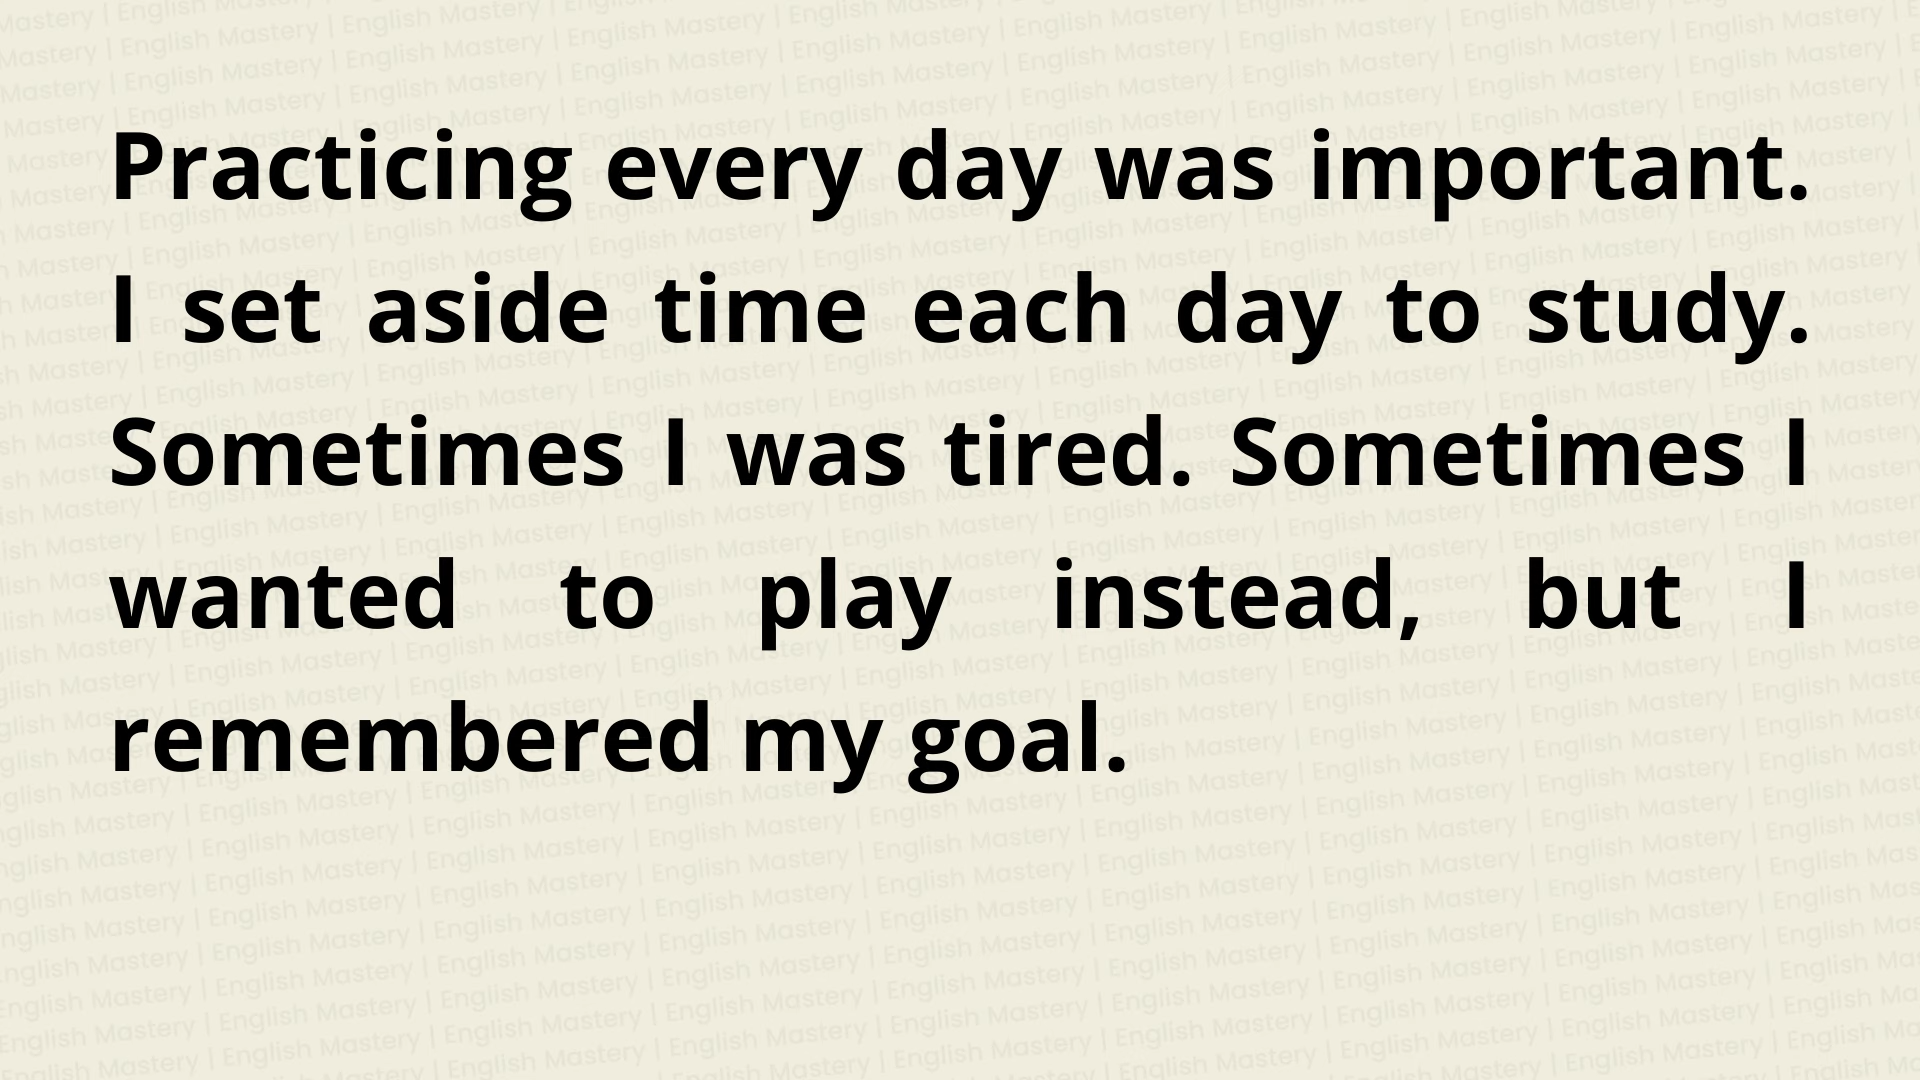 Practicing every day was important.
I set aside time each day to study.
Sometimes I was tired. Sometimes I
wanted to play instead, but I
remembered my goal.